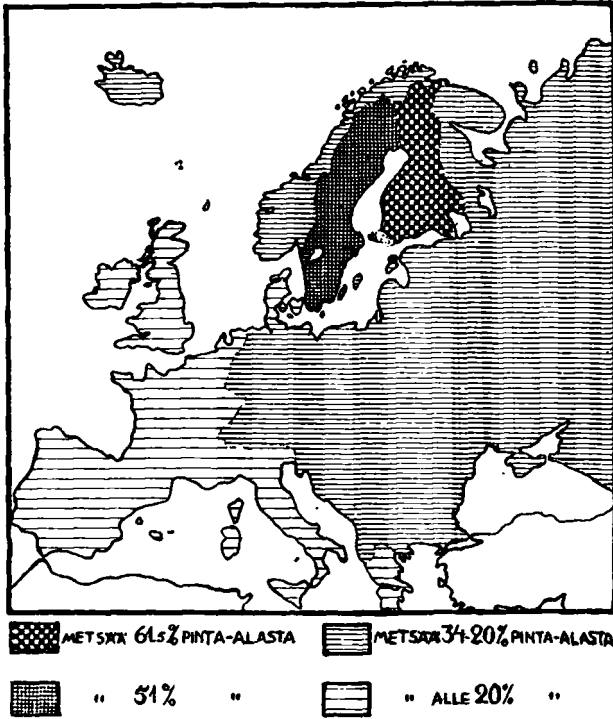 METSÄÄ 61.5% PINTA-ALASTA METSÄÄ 34-20% PINTA-ALASTA
" 51% " " ALLE 20% "